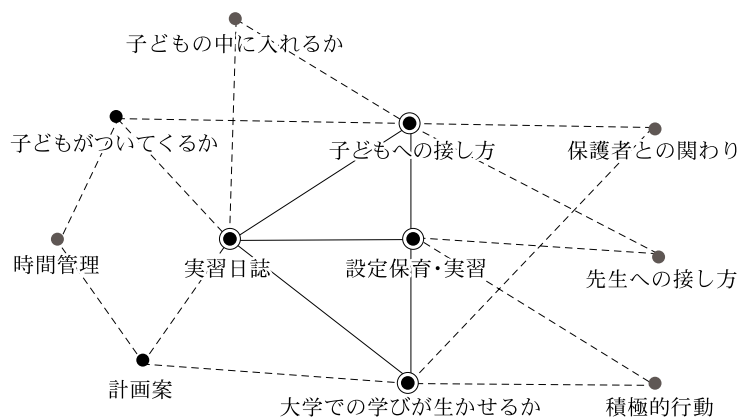 子どもの中に入れるか
子どもがついてくるか
子どもへの接し方
保護者との関わり
時間管理
実習日誌
設定保育・実習
先生への接し方
計画案
大学での学びが生かせるか
積極的行動